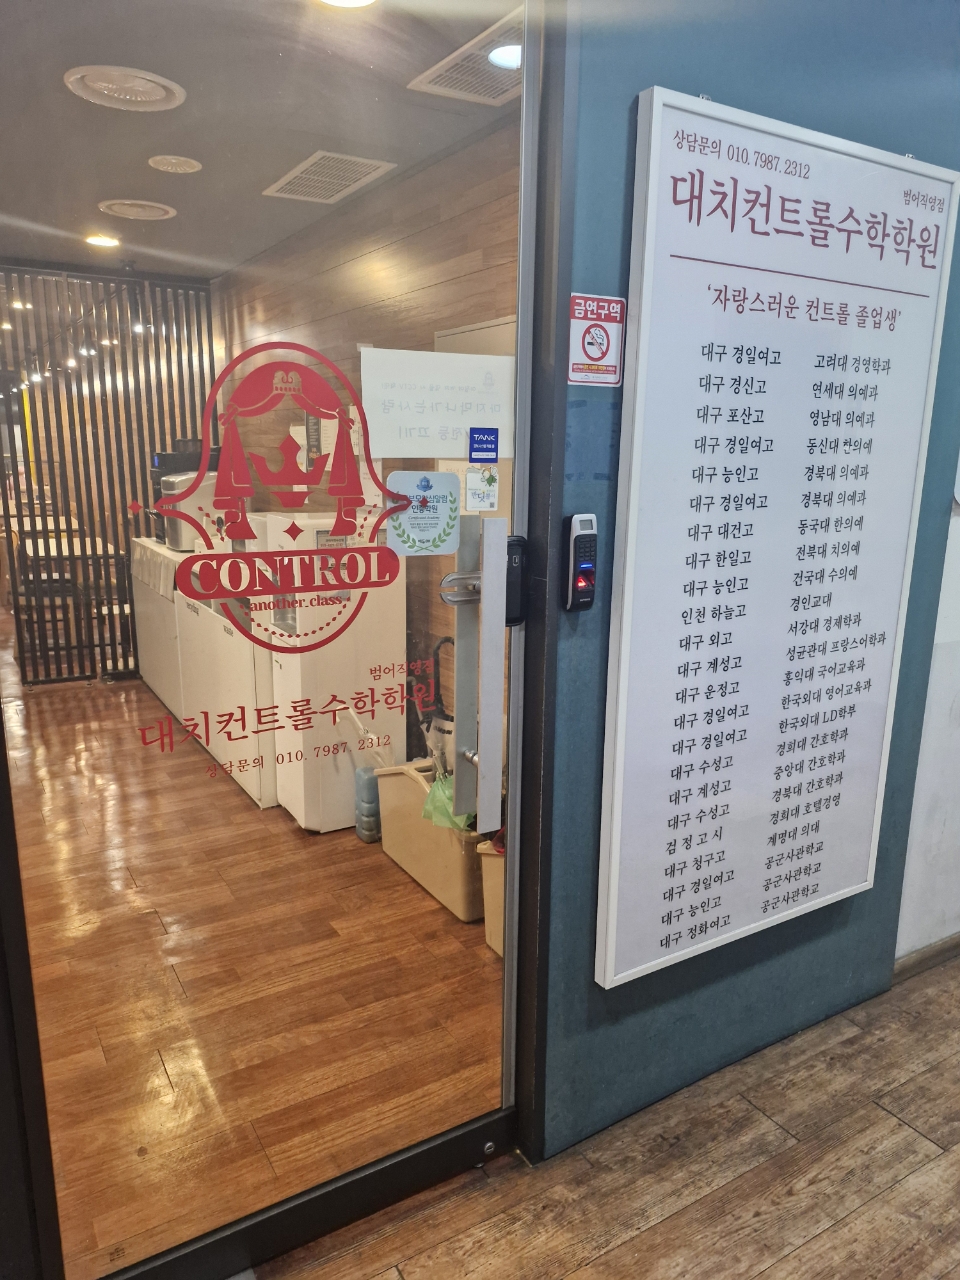 CONTROL
another.class
범어직영점
대치컨트롤수학학원
상담문의 010.7987.2312
TANK
인증학원
금연구역
상담문의 010.7987.2312
범어직영점
대치컨트롤수학학원
'자랑스러운 컨트롤 졸업생'
대구 경일여고 고려대 경영학과
대구 경신고 연세대 의예과
대구 포산고 영남대 의예과
대구 경일여고 동신대 한의예
대구 능인고 경북대 의예과
대구 경일여고 경북대 의예과
대구 대건고 동국대 한의예
대구 한일고 전북대 치의예
대구 능인고 건국대 수의예
인천 하늘고 경인교대
대구 외고 서강대 경제학과
대구 계성고 성균관대 프랑스어학과
대구 운정고 홍익대 국어교육과
대구 경일여고 한국외대 영어교육과
대구 경일여고 한국외대 LD학부
대구 수성고 경희대 간호학과
대구 계성고 중앙대 간호학과
대구 수성고 경북대 간호학과
검정고시 경희대 호텔경영
대구 청구고 계명대 의대
대구 경일여고 공군사관학교
대구 능인고 공군사관학교
대구 정화여고 공군사관학교